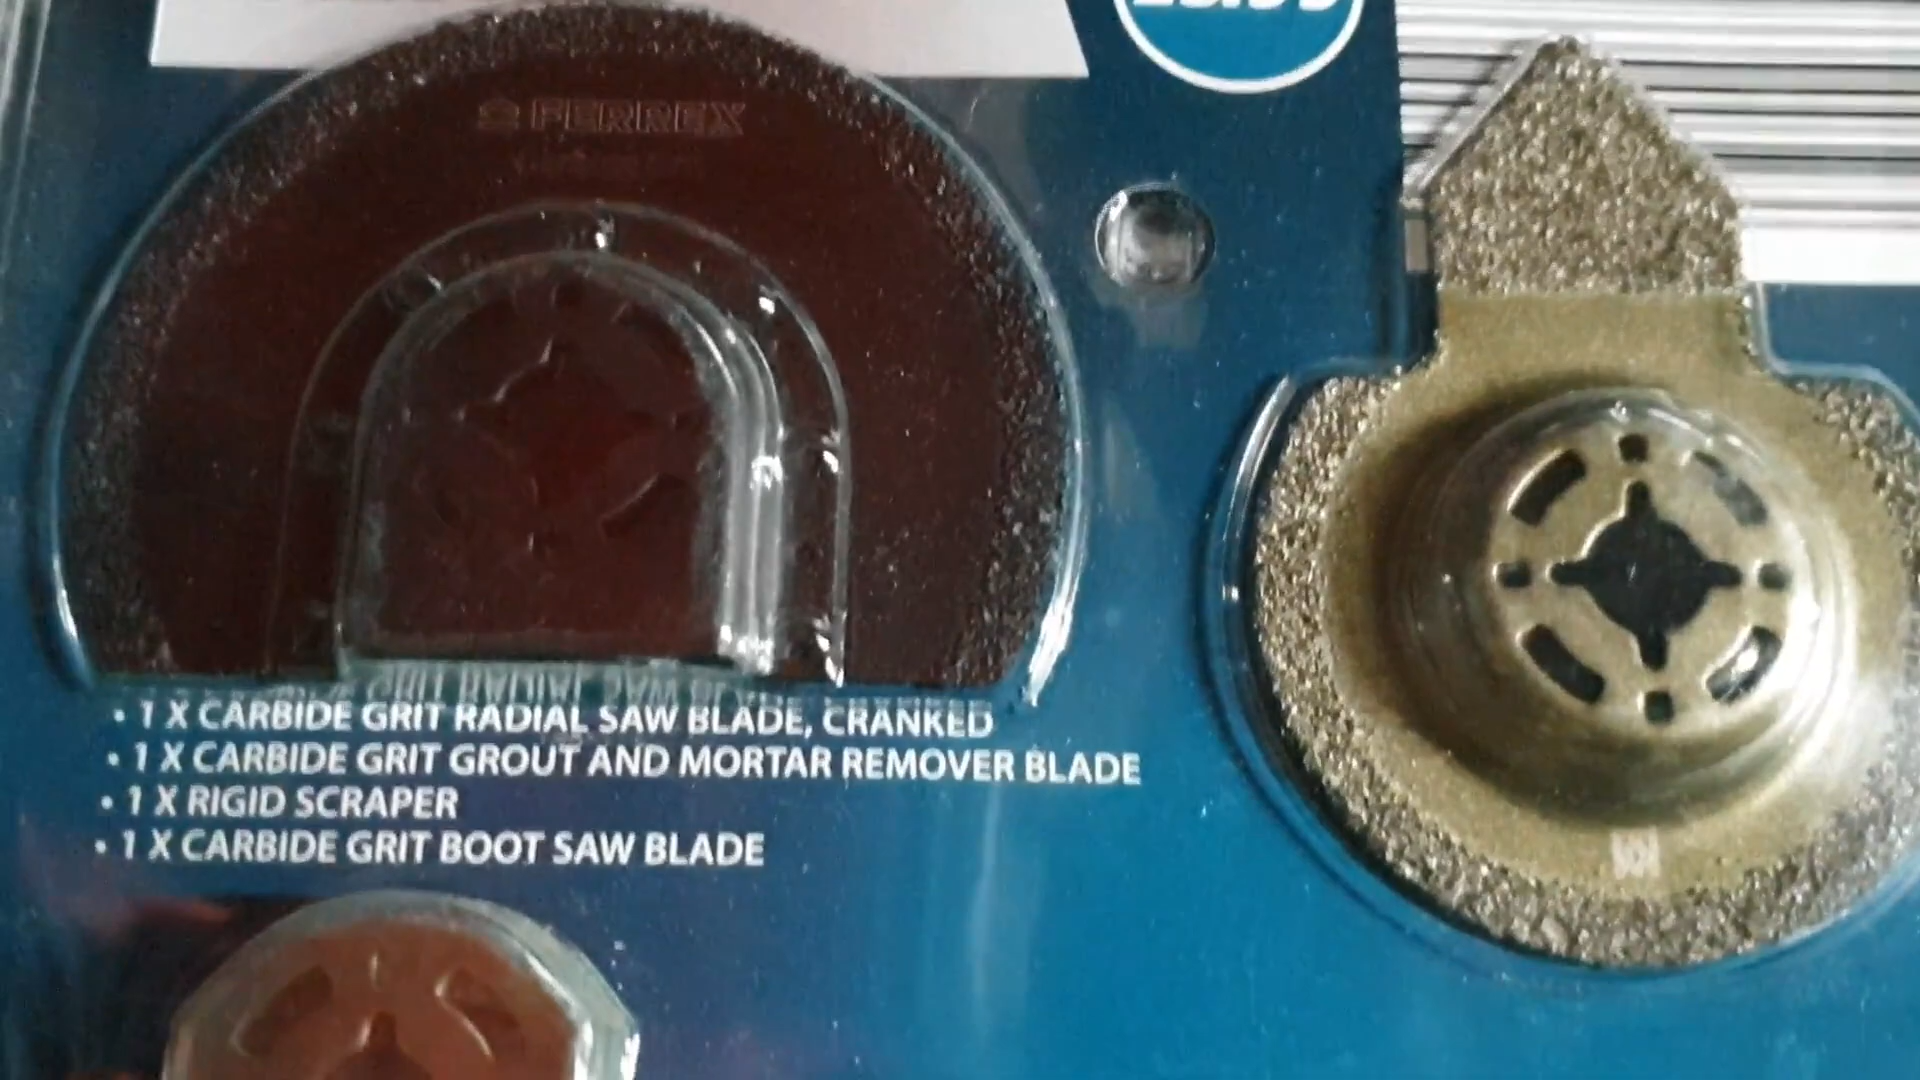 FERREX
• 1 X CARBIDE GRIT RADIAL SAW BLADE, CRANKED
• 1 X CARBIDE GRIT GROUT AND MORTAR REMOVER BLADE
• 1 X RIGID SCRAPER
• 1 X CARBIDE GRIT BOOT SAW BLADE